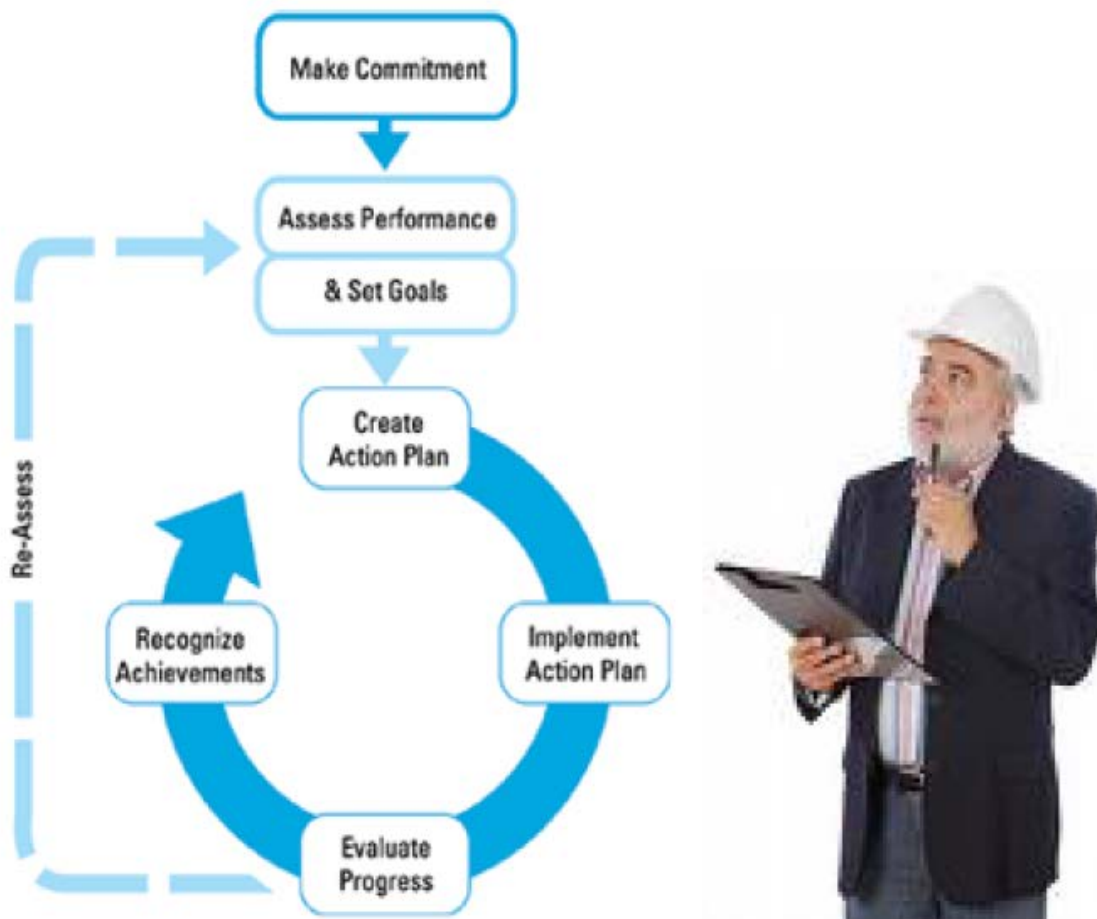 Make Commitment
Assess Performance
& Set Goals
Create
Action Plan
Re-Assess
Recognize
Achievements
Implement
Action Plan
Evaluate
Progress